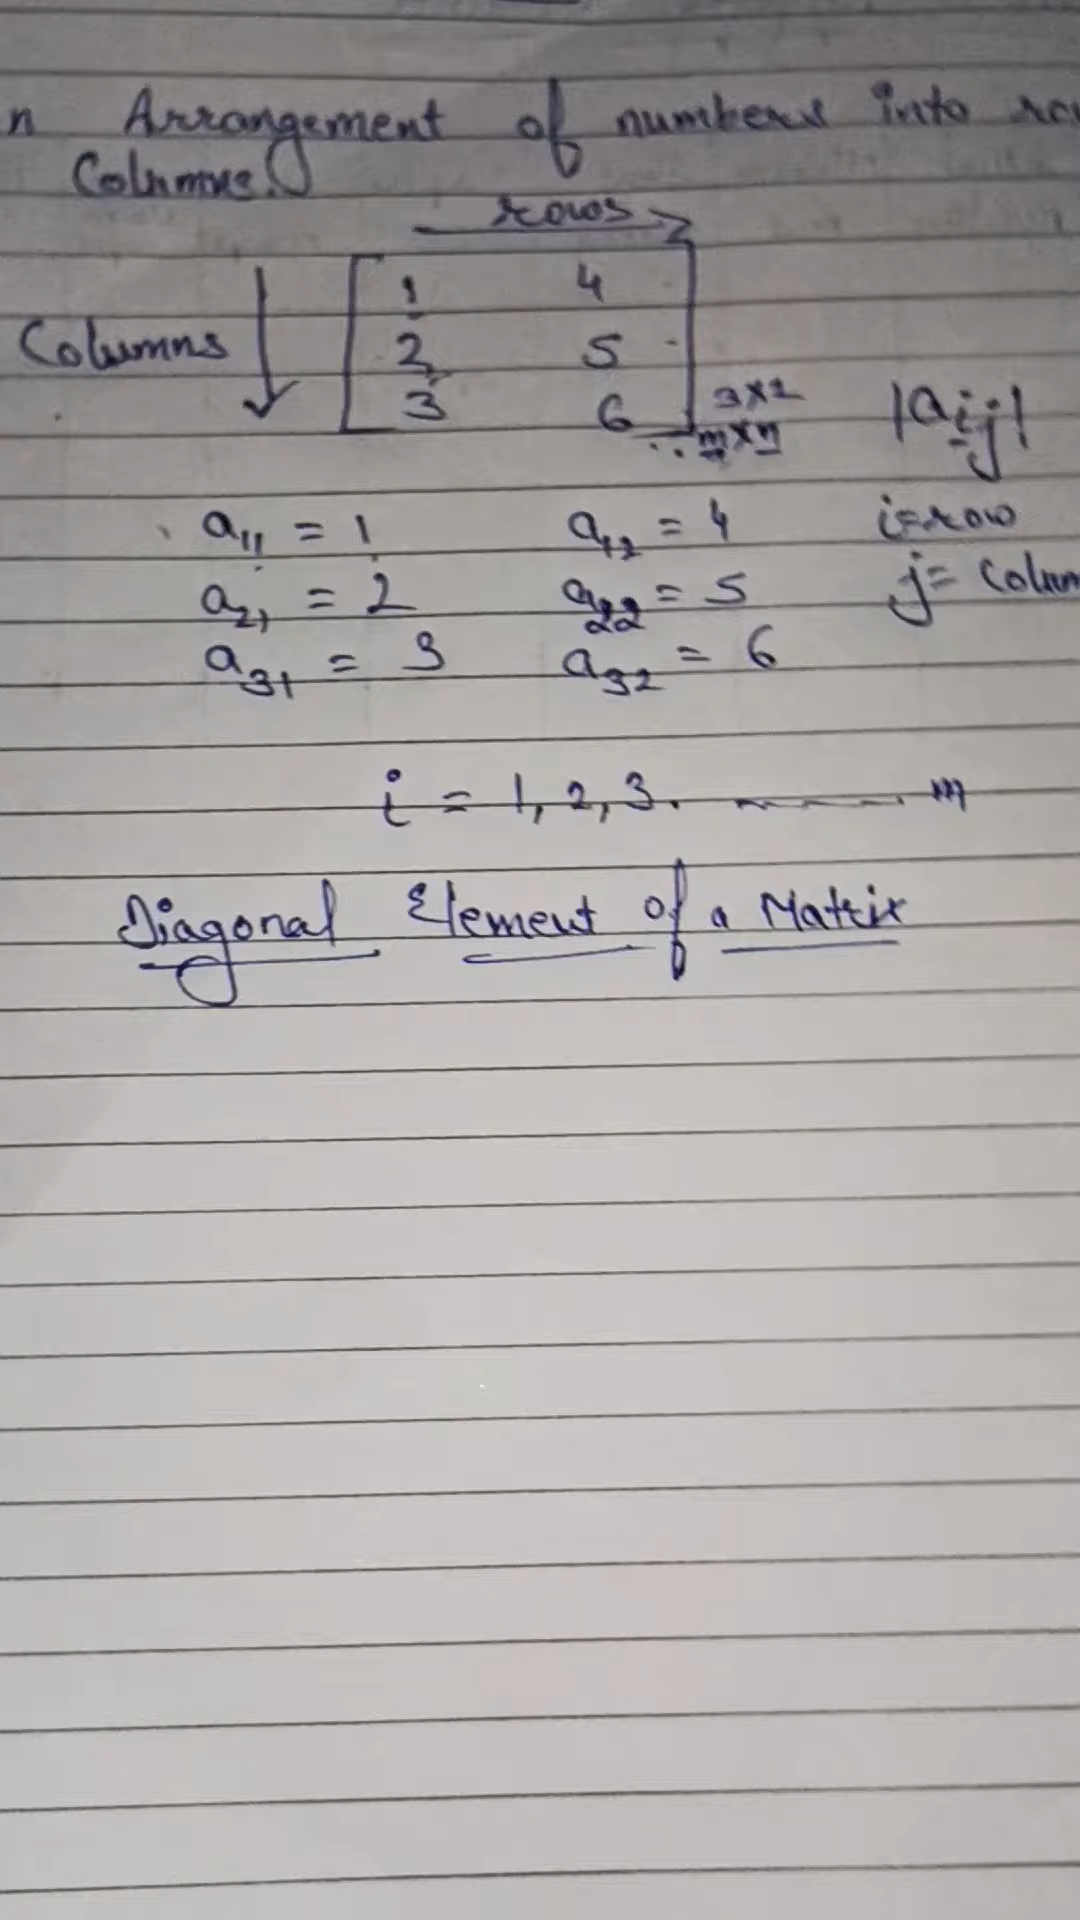 n Arrangement of numbers into
Columns.
rows
Columns
1 4
2 5
3 6
3×2
m×n
|aij|
a11 = 1 a12 = 4 i=row
a21 = 2 a22 = 5 j= Colum
a31 = 3 a32 = 6
i = 1, 2, 3. ........ m
Diagonal Element of a Matrix